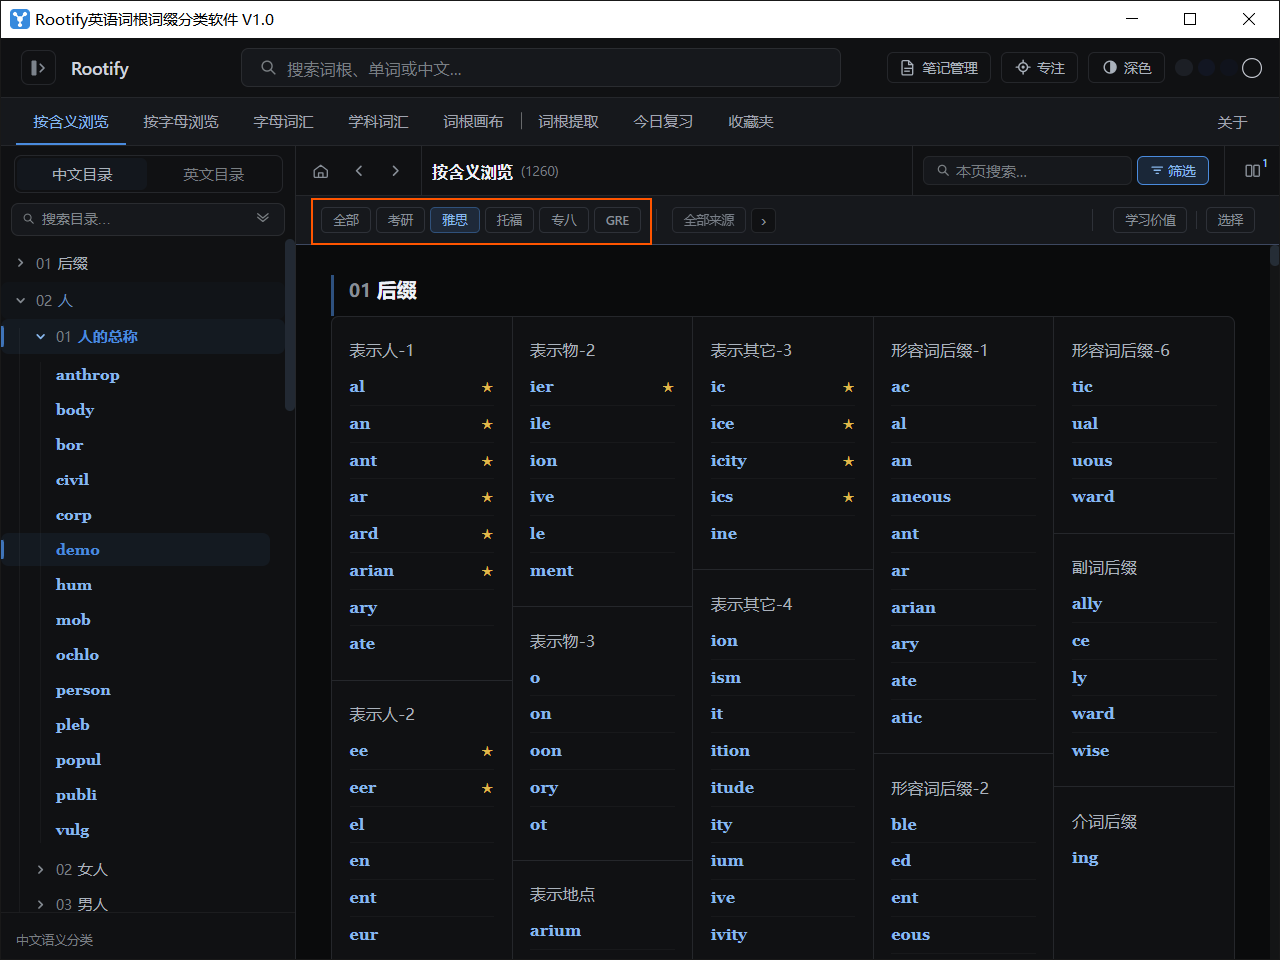 Rootify英语词根词缀分类软件 V1.0
Rootify
搜索词根、单词或中文...
笔记管理
专注
深色
按含义浏览
按字母浏览
字母词汇
学科词汇
词根画布
词根提取
今日复习
收藏夹
关于
中文目录
英文目录
搜索目录...
01 后缀
02 人
01 人的总称
anthrop
body
bor
civil
corp
demo
hum
mob
ochlo
person
pleb
popul
publi
vulg
02 女人
03 男人
中文语义分类
按含义浏览 (1260)
本页搜索...
筛选
1
全部
考研
雅思
托福
专八
GRE
全部来源
›
学习价值
选择
01 后缀
表示人-1
al ★
an ★
ant ★
ar ★
ard ★
arian ★
ary
ate
表示人-2
ee ★
eer ★
el
en
ent
eur
表示物-2
ier ★
ile
ion
ive
le
ment
表示物-3
o
on
oon
ory
ot
表示地点
arium
表示其它-3
ic ★
ice ★
icity ★
ics ★
ine
表示其它-4
ion
ism
it
ition
itude
ity
ium
ive
ivity
形容词后缀-1
ac
al
an
aneous
ant
ar
arian
ary
ate
atic
形容词后缀-2
ble
ed
ent
eous
形容词后缀-6
tic
ual
uous
ward
副词后缀
ally
ce
ly
ward
wise
介词后缀
ing